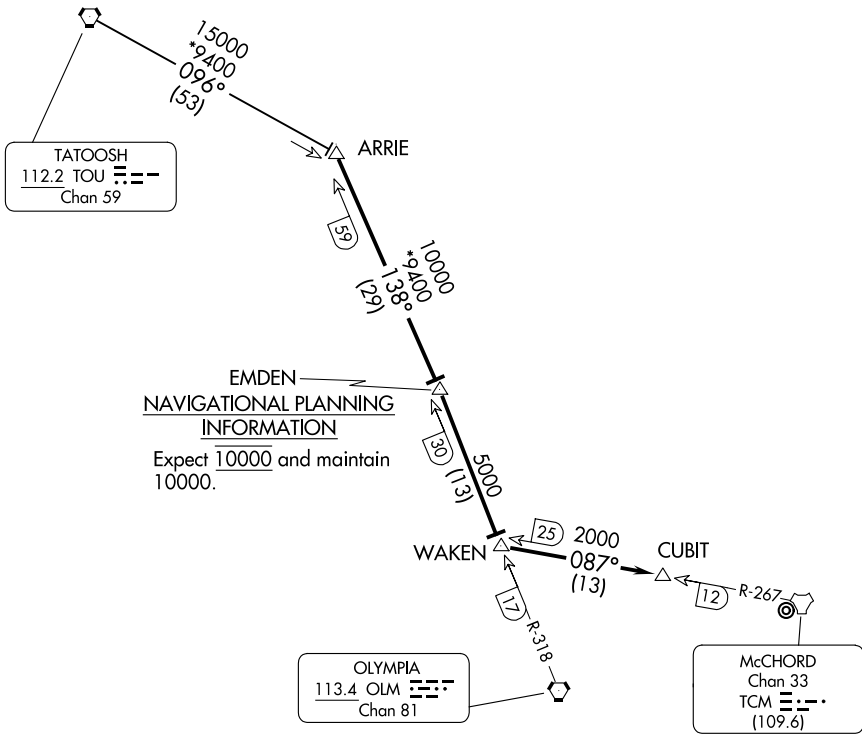 15000
*9400
096°
(53)
TATOOSH
112.2 TOU
Chan 59
ARRIE
59
10000
*9400
138°
(29)
EMDEN
NAVIGATIONAL PLANNING
INFORMATION
Expect 10000 and maintain
10000.
30
5000
(13)
WAKEN
25
2000
087°
(13)
CUBIT
12
R-267
17
R-318
OLYMPIA
113.4 OLM
Chan 81
McCHORD
Chan 33
TCM
(109.6)